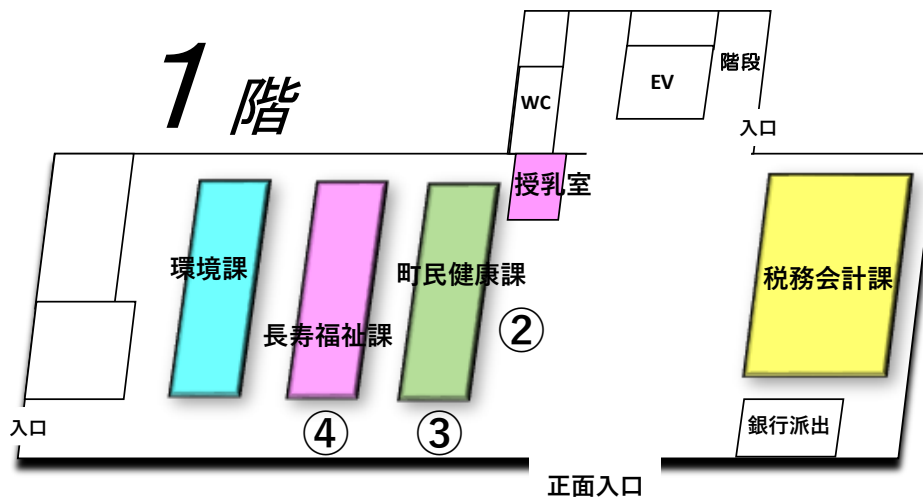 1 階
階段
EV
WC
入口
授乳室
環境課
町民健康課
税務会計課
長寿福祉課
②
入口
④
③
銀行派出
正面入口